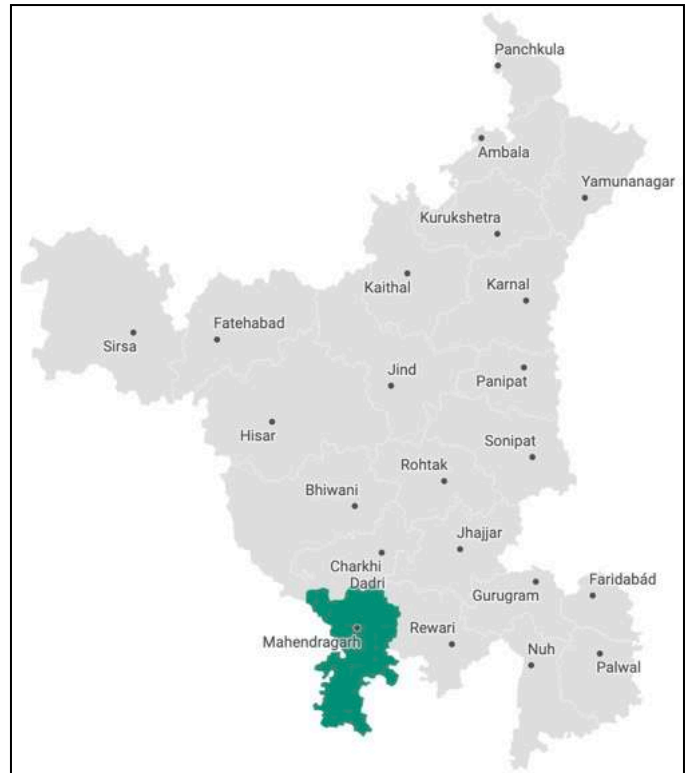 Panchkula
Ambala
Yamunanagar
Kurukshetra
Kaithal
Karnal
Fatehabad
Sirsa
Jind
Panipat
Hisar
Sonipat
Rohtak
Bhiwani
Jhajjar
Charkhi
Dadri
Faridabád
Gurugram
Rewari
Mahendragarh
Nuh
Palwal